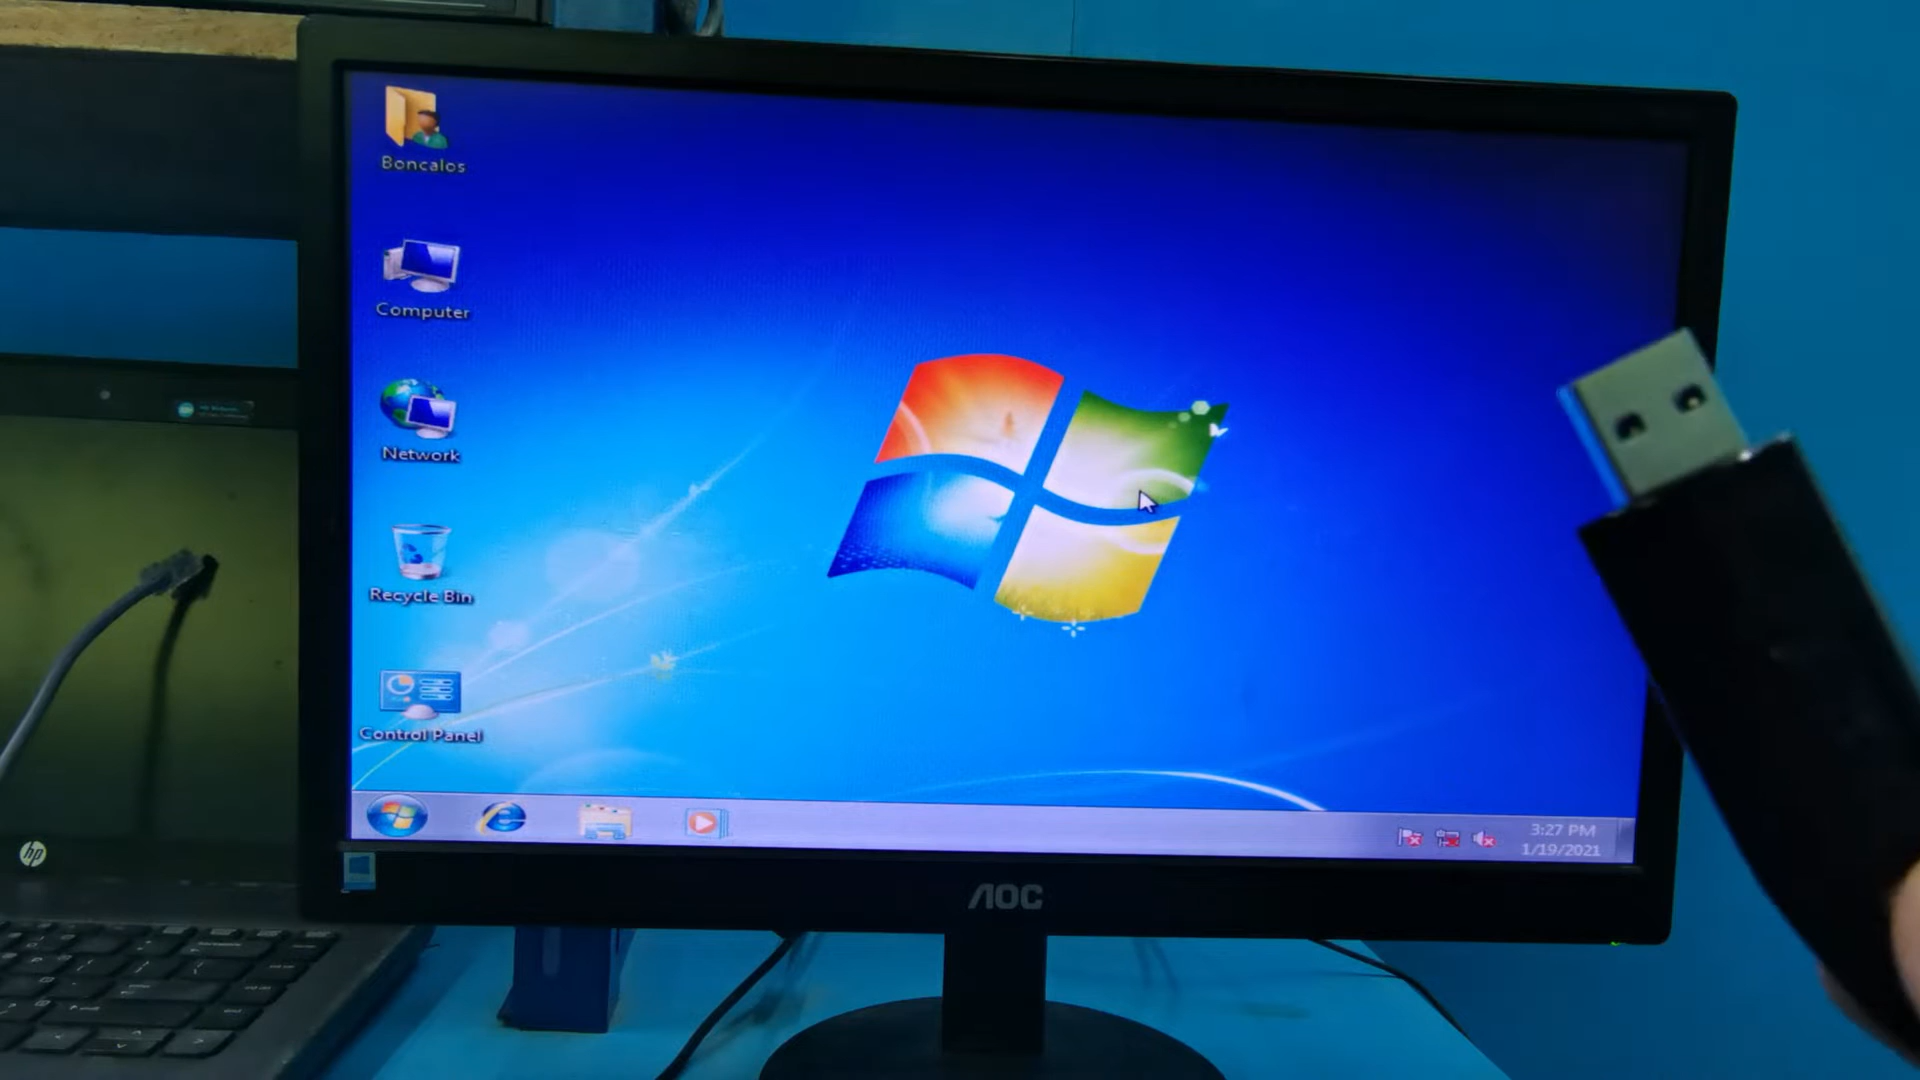 Boncalos
Computer
Network
Recycle Bin
Control Panel
3:27 PM
1/19/2021
AOC
hp